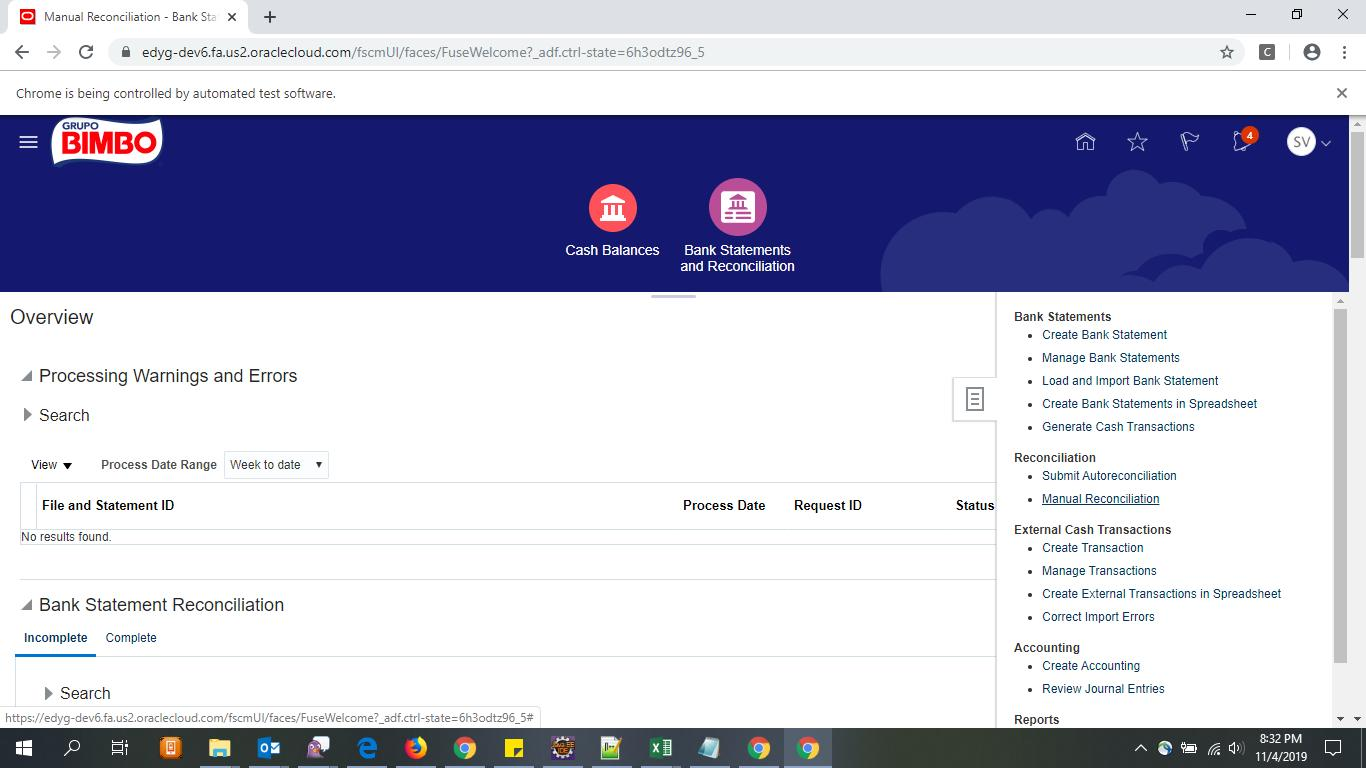 Manual Reconciliation - Bank Sta
edyg-dev6.fa.us2.oraclecloud.com/fscmUI/faces/FuseWelcome?_adf.ctrl-state=6h3odtz96_5
C
Chrome is being controlled by automated test software.
GRUPO
BIMBO
4
SV
Cash Balances
Bank Statements
and Reconciliation
Overview
Processing Warnings and Errors
Search
View
Process Date Range
Week to date
File and Statement ID
Process Date
Request ID
Status
No results found.
Bank Statement Reconciliation
Incomplete
Complete
Search
Bank Statements
Create Bank Statement
Manage Bank Statements
Load and Import Bank Statement
Create Bank Statements in Spreadsheet
Generate Cash Transactions
Reconciliation
Submit Autoreconciliation
Manual Reconciliation
External Cash Transactions
Create Transaction
Manage Transactions
Create External Transactions in Spreadsheet
Correct Import Errors
Accounting
Create Accounting
Review Journal Entries
Reports
https://edyg-dev6.fa.us2.oraclecloud.com/fscmUI/faces/FuseWelcome?_adf.ctrl-state=6h3odtz96_5#
8:32 PM
11/4/2019